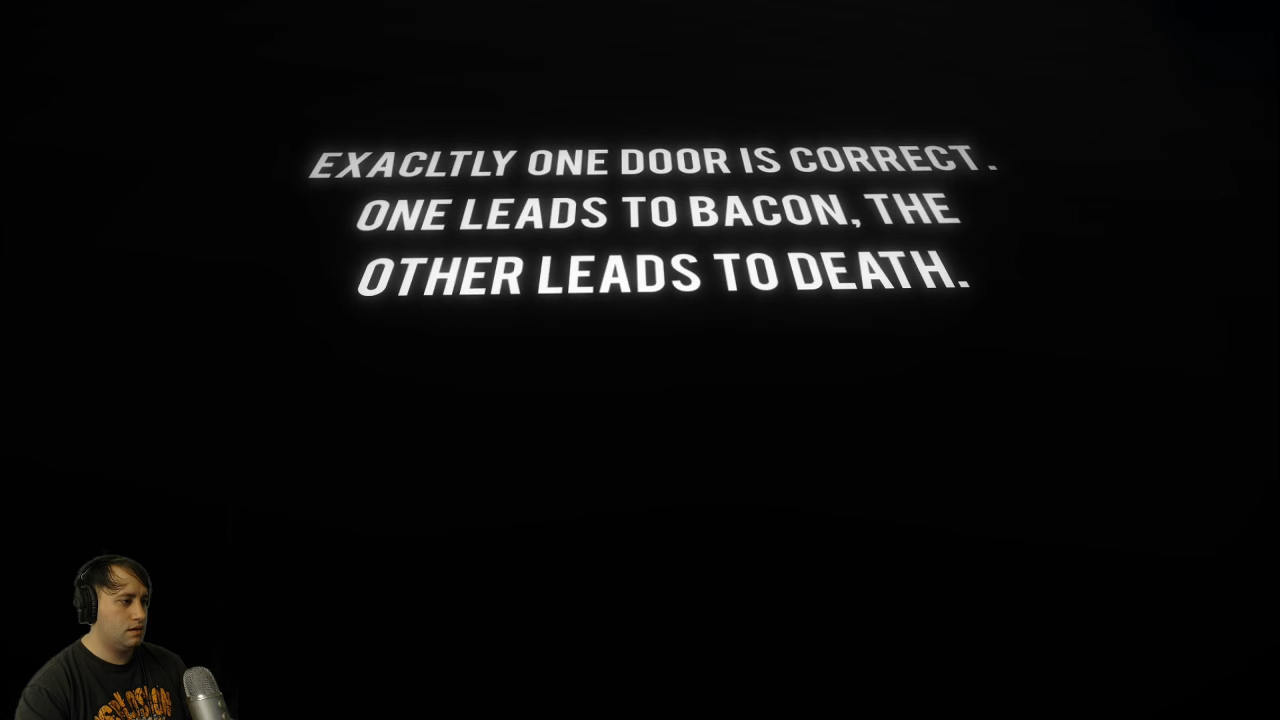 EXACLTLY ONE DOOR IS CORRECT.
ONE LEADS TO BACON, THE
OTHER LEADS TO DEATH.